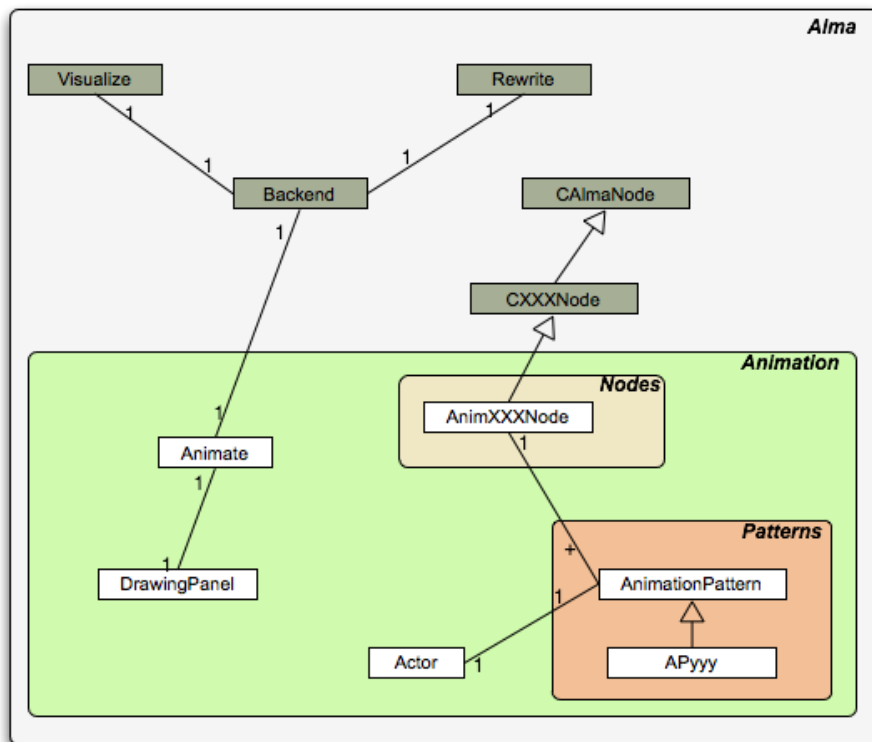 Alma
Visualize
Rewrite
1
1
1
1
Backend
CAlmaNode
1
CXXXNode
Animation
Nodes
1
AnimXXXNode
1
Animate
1
Patterns
+
1
DrawingPanel
AnimationPattern
1
Actor
1
APyyy